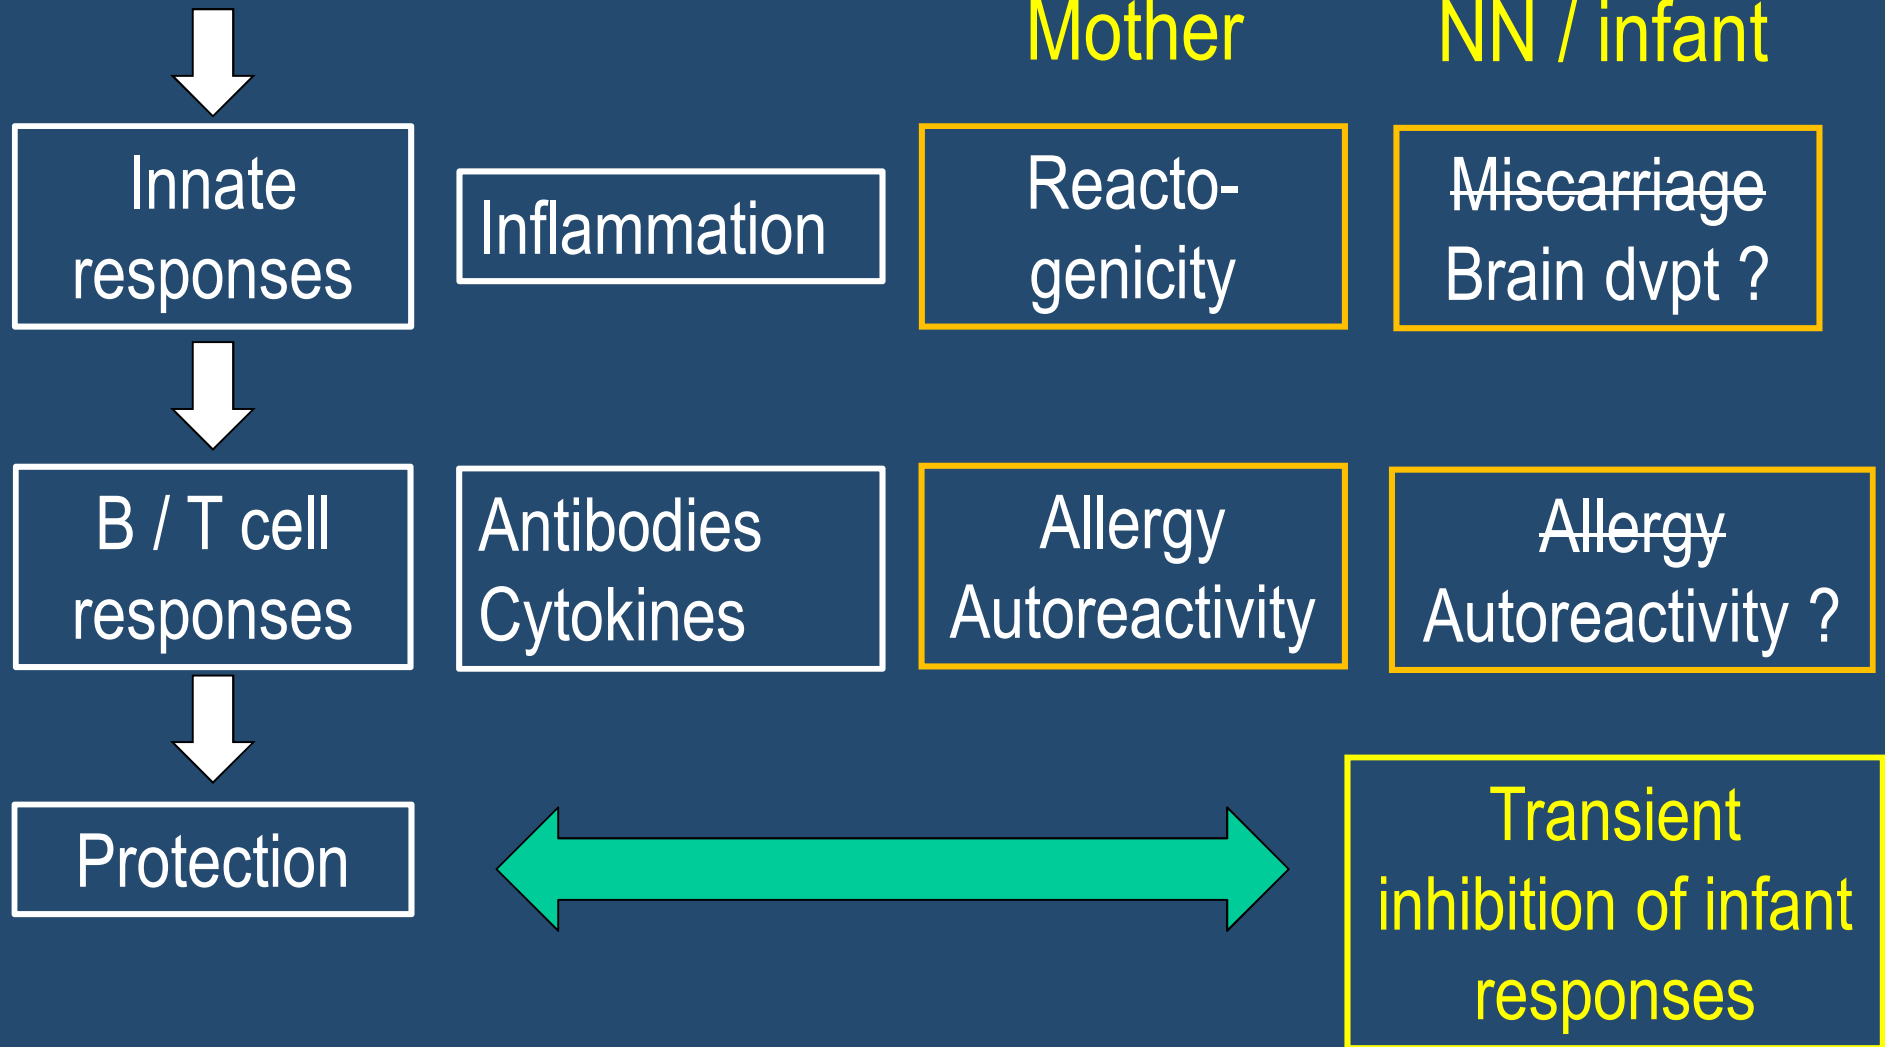 Mother
NN / infant
Innate
responses
Inflammation
Reacto-
genicity
Miscarriage
Brain dvpt ?
B / T cell
responses
Antibodies
Cytokines
Allergy
Autoreactivity
Allergy
Autoreactivity ?
Protection
Transient
inhibition of infant
responses